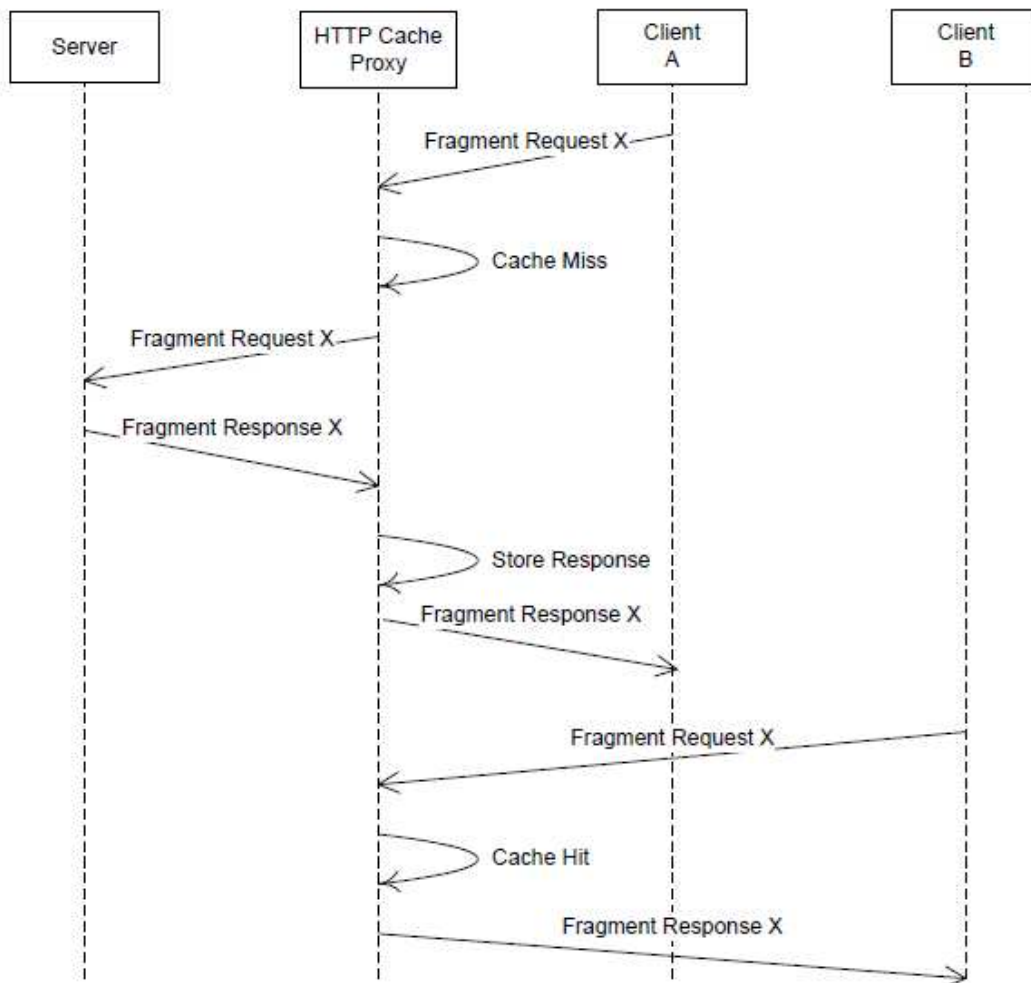 Server
HTTP Cache
Proxy
Client
A
Client
B
Fragment Request X
Cache Miss
Fragment Request X
Fragment Response X
Store Response
Fragment Response X
Fragment Request X
Cache Hit
Fragment Response X